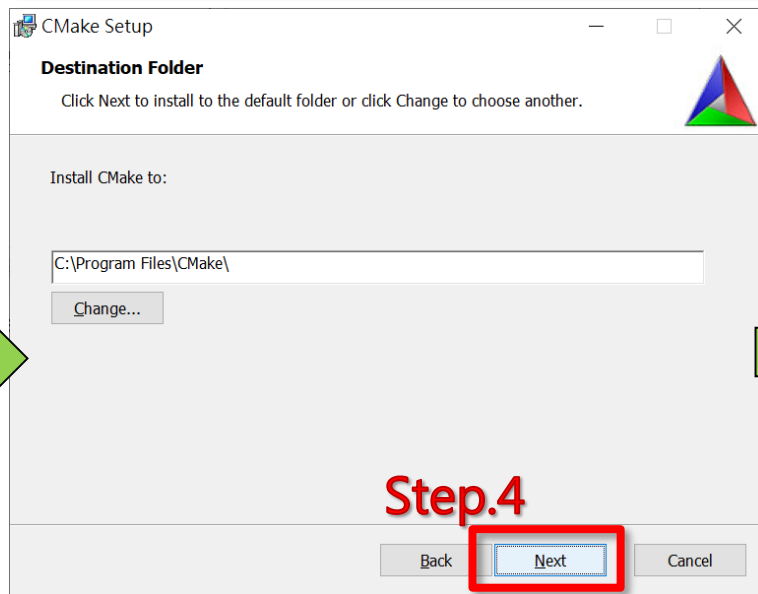 CMake Setup
Destination Folder
Click Next to install to the default folder or click Change to choose another.
Install CMake to:
C:\Program Files\CMake\
Change...
Step.4
Back Next Cancel